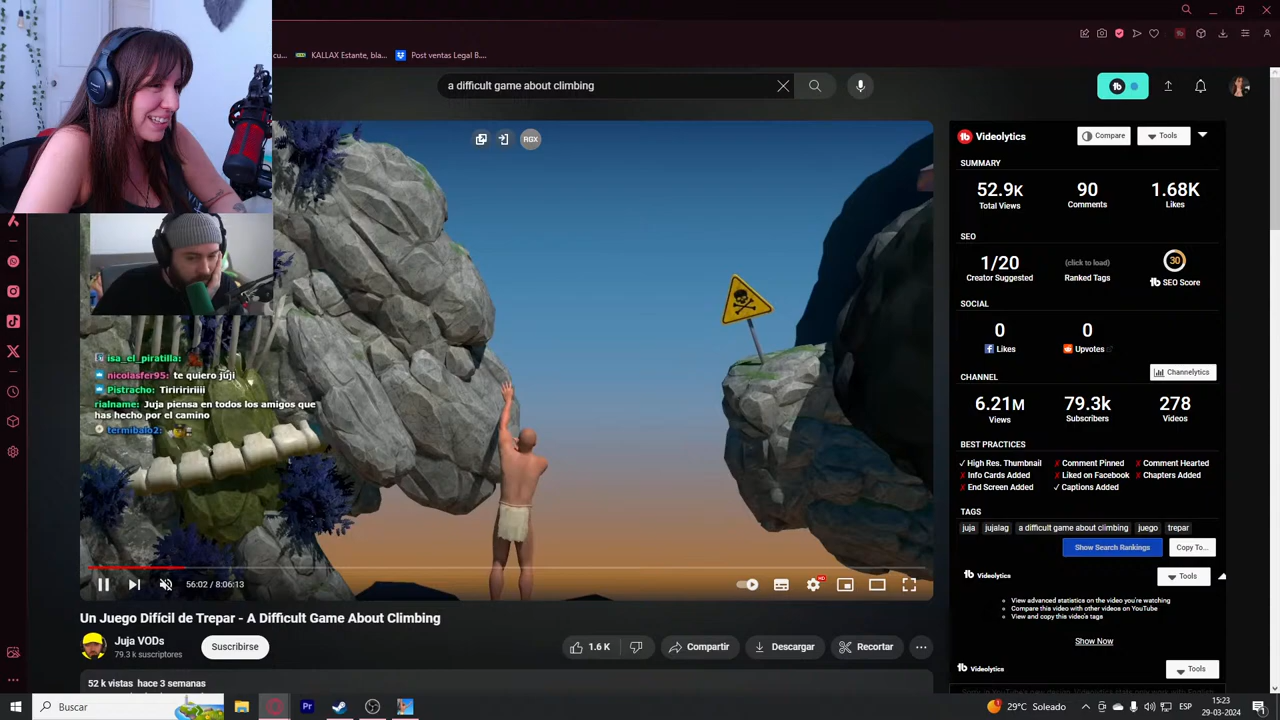 KALLAX Estante, bla...
Post ventas Legal B....
a difficult game about climbing
RGX
isa_el_piratilla:
nicolasfer95: te quiero juji
Pistracho: Tiriririririii
rialname: Juja piensa en todos los amigos que
has hecho por el camino
termibalo2:
56:02 / 8:06:13
HD
Un Juego Difícil de Trepar - A Difficult Game About Climbing
Juja VODs
79.3 k suscriptores
Suscribirse
1.6 K
Compartir
Descargar
Recortar
52 k vistas hace 3 semanas
Videolytics
Compare
Tools
SUMMARY
52.9K
90
1.68K
Total Views
Comments
Likes
SEO
1/20
(click to load)
30
Creator Suggested
Ranked Tags
SEO Score
SOCIAL
0
0
Likes
Upvotes
CHANNEL
Channelytics
6.21M
79.3k
278
Views
Subscribers
Videos
BEST PRACTICES
✓ High Res. Thumbnail
✗ Comment Pinned
✗ Comment Hearted
✗ Info Cards Added
✗ Liked on Facebook
✗ Chapters Added
✗ End Screen Added
✓ Captions Added
TAGS
juja
jujalag
a difficult game about climbing
juego
trepar
Show Search Rankings
Copy To...
Videolytics
Tools
View advanced statistics on the video you're watching
Compare this video with other videos on YouTube
View and copy this video's tags
Show Now
Videolytics
Tools
Buscar
Pr
29°C Soleado
ESP
15:23
29-03-2024